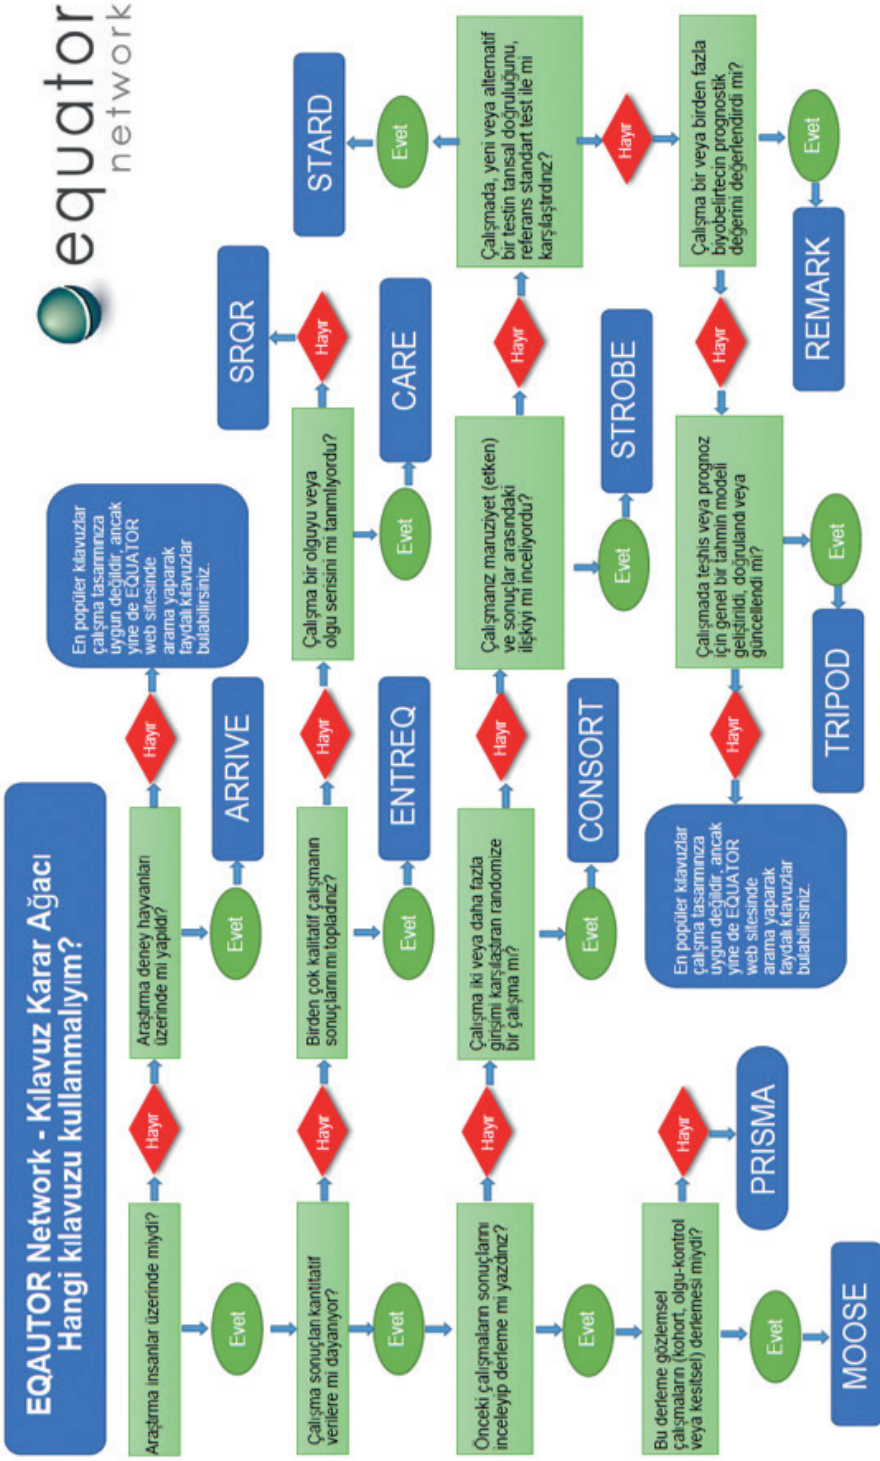 EQAUTOR Network - Kılavuz Karar Ağacı
Hangi kılavuzu kullanmalıyım?
equator
network
Araştırma insanlar üzerinde miydi?
Hayır
Araştırma deney hayvanları
üzerinde mi yapıldı?
Hayır
En popüler kılavuzlar
çalışma tasarımınıza
uygun değildir, ancak
yine de EQUATOR
web sitesinde
arama yaparak
faydalı kılavuzlar
bulabilirsiniz.
Evet
Evet
ARRIVE
Çalışma sonuçları kantitatif
verilere mi dayanıyor?
Hayır
Birden çok kalitatif çalışmanın
sonuçlarını mı topladınız?
Hayır
Çalışma bir olguyu veya
olgu serisini mi tanımlıyordu?
Hayır
SRQR
Evet
Evet
ENTREQ
Evet
CARE
STARD
Evet
Önceki çalışmaların sonuçlarını
inceleyip derleme mi yazdınız?
Hayır
Çalışma iki veya daha fazla
girişimi karşılaştıran randomize
bir çalışma mı?
Hayır
Çalışmanız maruziyet (etken)
ve sonuçlar arasındaki
ilişkiyi mi inceliyordu?
Hayır
Çalışmada, yeni veya alternatif
bir testin tanısal doğruluğunu,
referans standart test ile mi
karşılaştırdınız?
Evet
Evet
CONSORT
Evet
STROBE
Hayır
Bu derleme gözlemsel
çalışmaların (kohort, olgu-kontrol
veya kesitsel) derlemesi miydi?
Hayır
PRISMA
Evet
MOOSE
En popüler kılavuzlar
çalışma tasarımınıza
uygun değildir, ancak
yine de EQUATOR
web sitesinde
arama yaparak
faydalı kılavuzlar
bulabilirsiniz.
Hayır
Çalışmada teşhis veya prognoz
için genel bir tahmin modeli
geliştirildi, doğrulandı veya
güncellendi mi?
Hayır
Çalışma bir veya birden fazla
biyobelirtecin prognostik
değerini değerlendirdi mi?
Evet
TRIPOD
Evet
REMARK